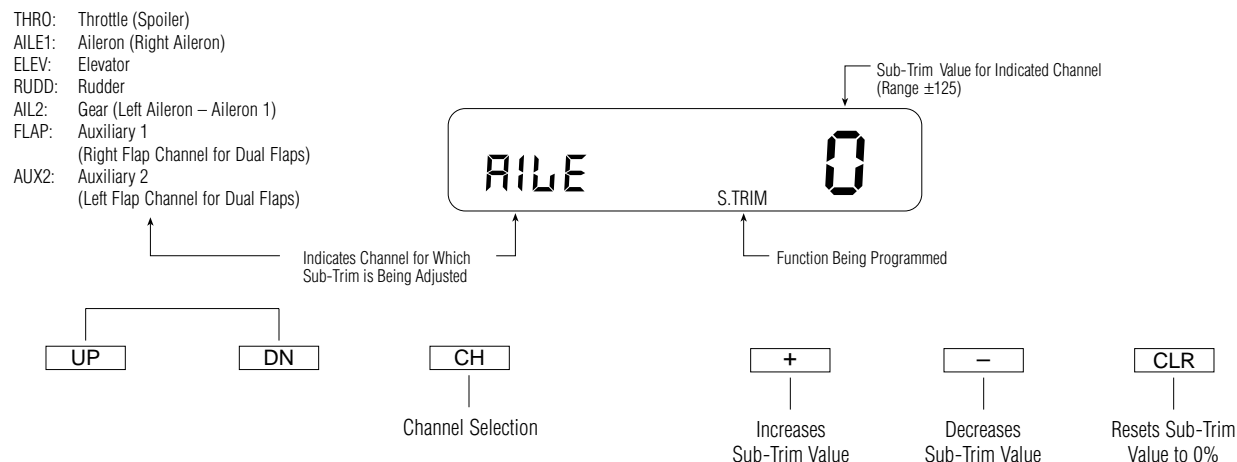 THRO: Throttle (Spoiler)
AILE1: Aileron (Right Aileron)
ELEV: Elevator
RUDD: Rudder
AIL2: Gear (Left Aileron – Aileron 1)
FLAP: Auxiliary 1
(Right Flap Channel for Dual Flaps)
AUX2: Auxiliary 2
(Left Flap Channel for Dual Flaps)
Sub-Trim Value for Indicated Channel
(Range ±125)
AILE
0
S.TRIM
Indicates Channel for Which
Sub-Trim is Being Adjusted
Function Being Programmed
UP
DN
CH
+
–
CLR
Channel Selection
Increases
Sub-Trim Value
Decreases
Sub-Trim Value
Resets Sub-Trim
Value to 0%